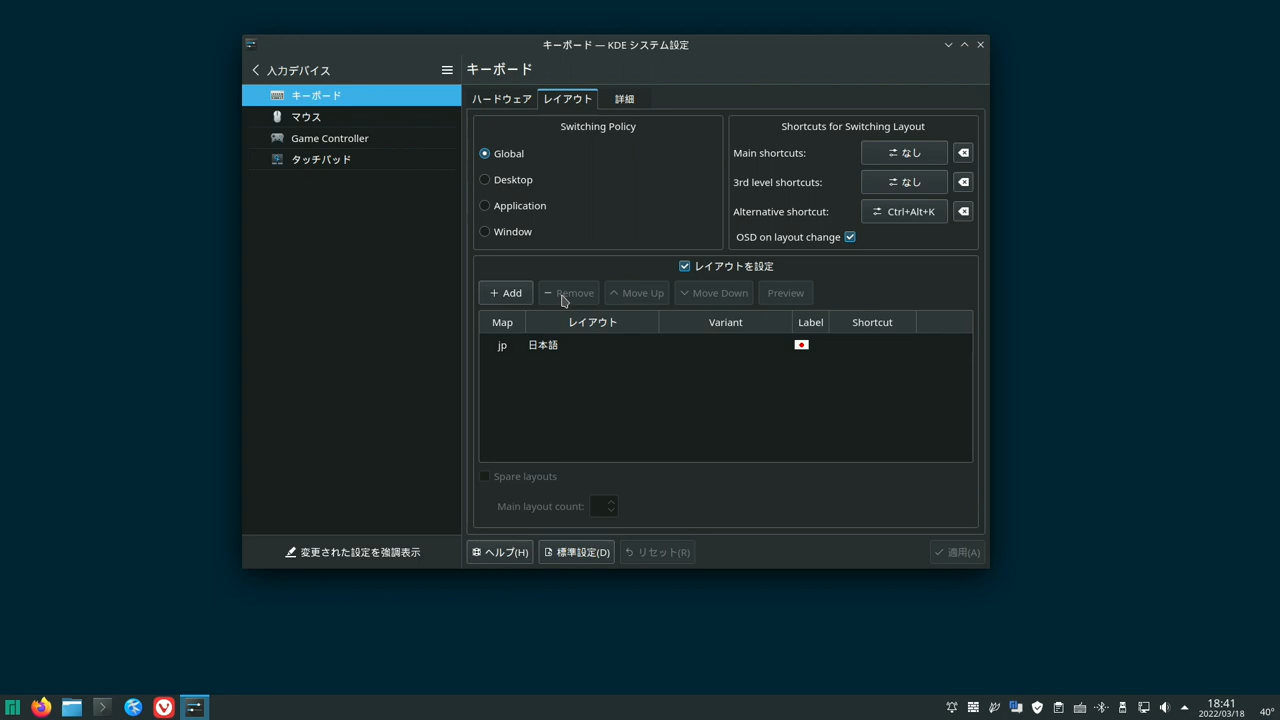 キーボード — KDE システム設定
入力デバイス
キーボード
マウス
Game Controller
タッチパッド
変更された設定を強調表示
キーボード
ハードウェア レイアウト 詳細
Switching Policy
Global
Desktop
Application
Window
Shortcuts for Switching Layout
Main shortcuts: なし
3rd level shortcuts: なし
Alternative shortcut: Ctrl+Alt+K
OSD on layout change
レイアウトを設定
Add Remove Move Up Move Down Preview
Map レイアウト Variant Label Shortcut
jp 日本語
Spare layouts
Main layout count:
ヘルプ(H) 標準設定(D) リセット(R) 適用(A)
18:41
2022/03/18
40°